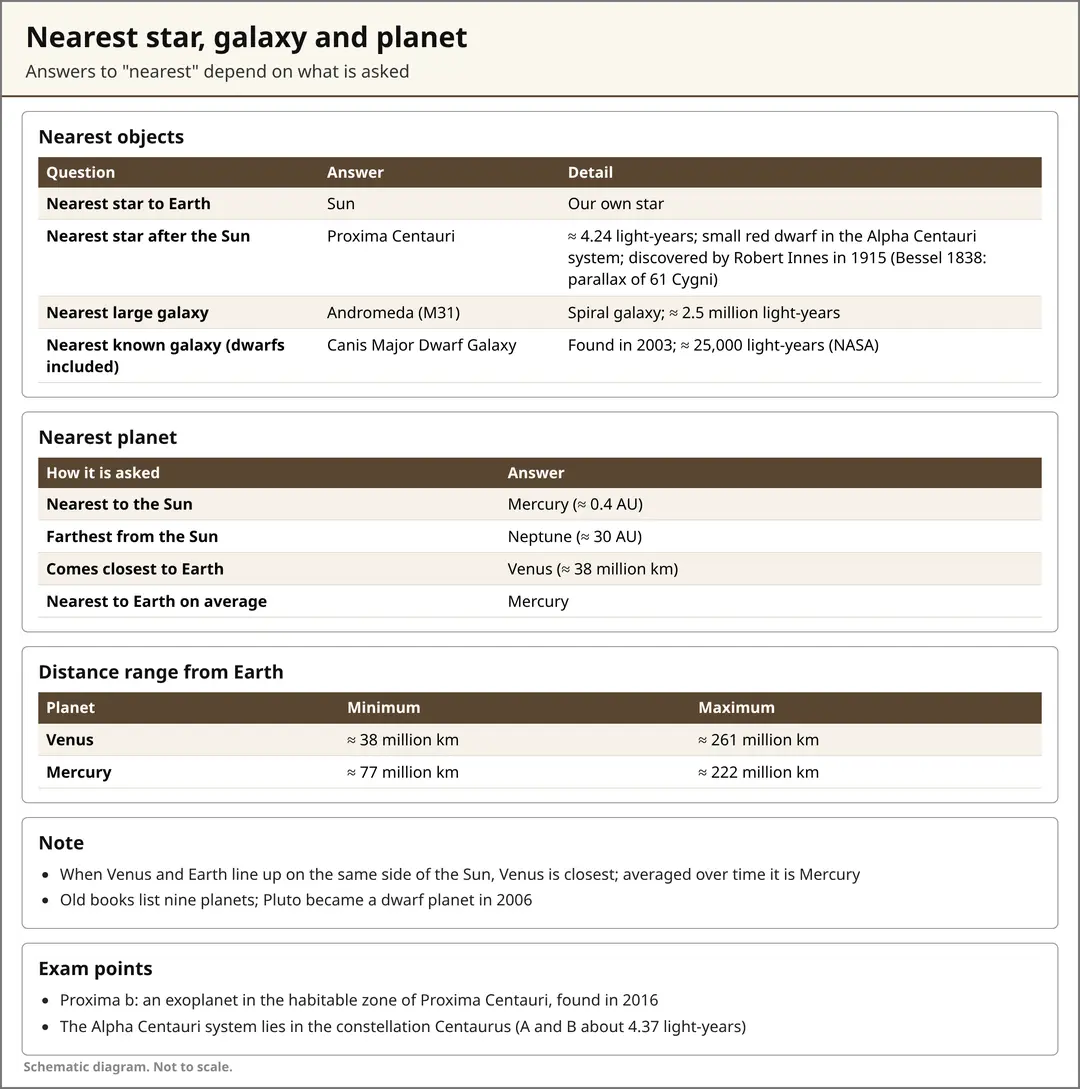 Nearest star, galaxy and planet
Answers to "nearest" depend on what is asked
Nearest objects
Question Answer Detail
Nearest star to Earth Sun Our own star
Nearest star after the Sun Proxima Centauri ≈ 4.24 light-years; small red dwarf in the Alpha Centauri
system; discovered by Robert Innes in 1915 (Bessel 1838:
parallax of 61 Cygni)
Nearest large galaxy Andromeda (M31) Spiral galaxy; ≈ 2.5 million light-years
Nearest known galaxy (dwarfs Canis Major Dwarf Galaxy Found in 2003; ≈ 25,000 light-years (NASA)
included)
Nearest planet
How it is asked Answer
Nearest to the Sun Mercury (≈ 0.4 AU)
Farthest from the Sun Neptune (≈ 30 AU)
Comes closest to Earth Venus (≈ 38 million km)
Nearest to Earth on average Mercury
Distance range from Earth
Planet Minimum Maximum
Venus ≈ 38 million km ≈ 261 million km
Mercury ≈ 77 million km ≈ 222 million km
Note
• When Venus and Earth line up on the same side of the Sun, Venus is closest; averaged over time it is Mercury
• Old books list nine planets; Pluto became a dwarf planet in 2006
Exam points
• Proxima b: an exoplanet in the habitable zone of Proxima Centauri, found in 2016
• The Alpha Centauri system lies in the constellation Centaurus (A and B about 4.37 light-years)
Schematic diagram. Not to scale.